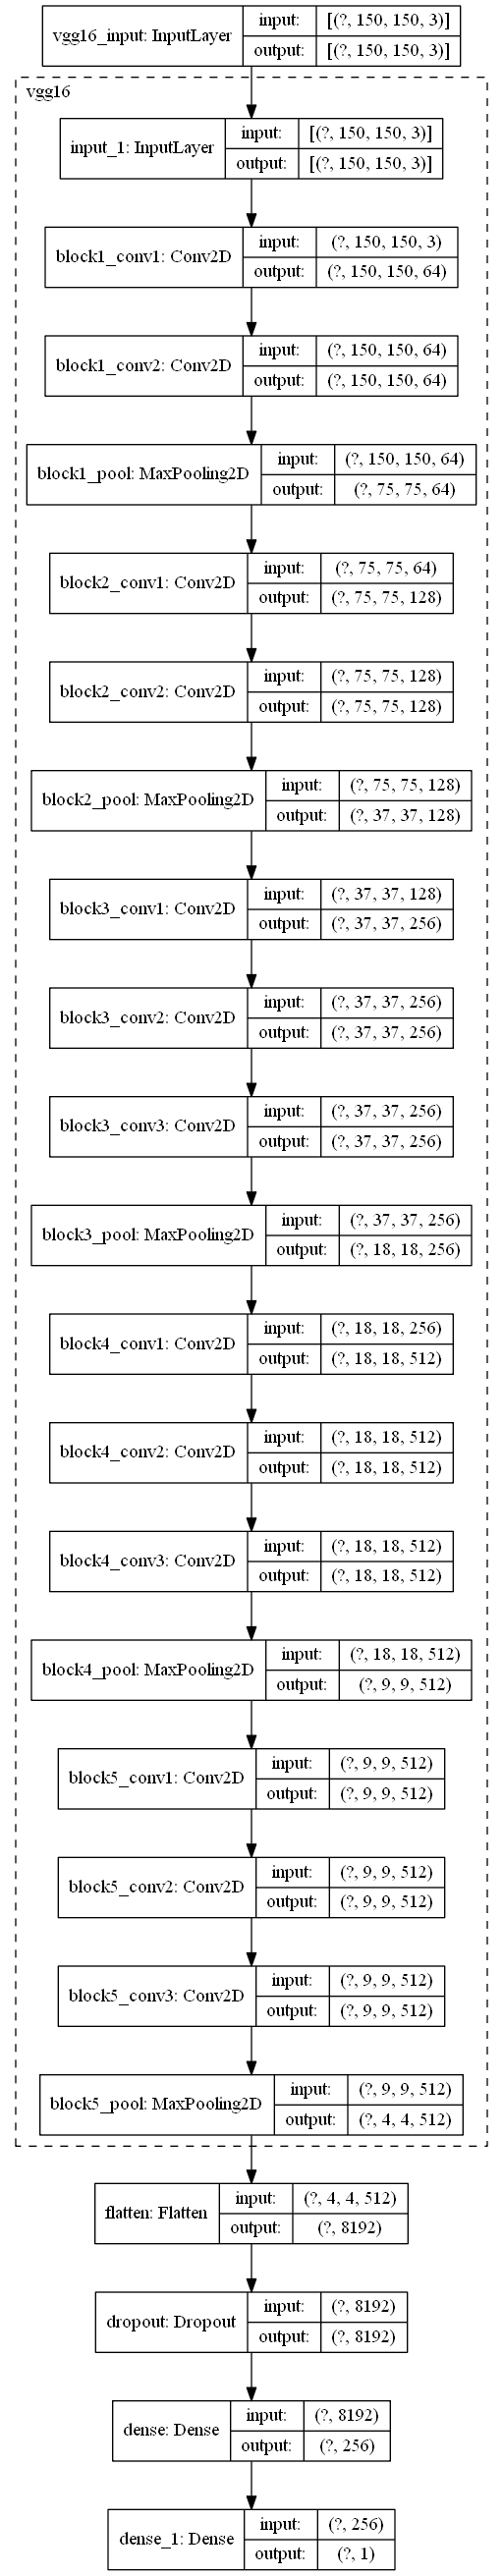 vgg16_input: InputLayer
input:
[(?, 150, 150, 3)]
output:
[(?, 150, 150, 3)]
vgg16
input_1: InputLayer
input:
[(?, 150, 150, 3)]
output:
[(?, 150, 150, 3)]
block1_conv1: Conv2D
input:
(?, 150, 150, 3)
output:
(?, 150, 150, 64)
block1_conv2: Conv2D
input:
(?, 150, 150, 64)
output:
(?, 150, 150, 64)
block1_pool: MaxPooling2D
input:
(?, 150, 150, 64)
output:
(?, 75, 75, 64)
block2_conv1: Conv2D
input:
(?, 75, 75, 64)
output:
(?, 75, 75, 128)
block2_conv2: Conv2D
input:
(?, 75, 75, 128)
output:
(?, 75, 75, 128)
block2_pool: MaxPooling2D
input:
(?, 75, 75, 128)
output:
(?, 37, 37, 128)
block3_conv1: Conv2D
input:
(?, 37, 37, 128)
output:
(?, 37, 37, 256)
block3_conv2: Conv2D
input:
(?, 37, 37, 256)
output:
(?, 37, 37, 256)
block3_conv3: Conv2D
input:
(?, 37, 37, 256)
output:
(?, 37, 37, 256)
block3_pool: MaxPooling2D
input:
(?, 37, 37, 256)
output:
(?, 18, 18, 256)
block4_conv1: Conv2D
input:
(?, 18, 18, 256)
output:
(?, 18, 18, 512)
block4_conv2: Conv2D
input:
(?, 18, 18, 512)
output:
(?, 18, 18, 512)
block4_conv3: Conv2D
input:
(?, 18, 18, 512)
output:
(?, 18, 18, 512)
block4_pool: MaxPooling2D
input:
(?, 18, 18, 512)
output:
(?, 9, 9, 512)
block5_conv1: Conv2D
input:
(?, 9, 9, 512)
output:
(?, 9, 9, 512)
block5_conv2: Conv2D
input:
(?, 9, 9, 512)
output:
(?, 9, 9, 512)
block5_conv3: Conv2D
input:
(?, 9, 9, 512)
output:
(?, 9, 9, 512)
block5_pool: MaxPooling2D
input:
(?, 9, 9, 512)
output:
(?, 4, 4, 512)
flatten: Flatten
input:
(?, 4, 4, 512)
output:
(?, 8192)
dropout: Dropout
input:
(?, 8192)
output:
(?, 8192)
dense: Dense
input:
(?, 8192)
output:
(?, 256)
dense_1: Dense
input:
(?, 256)
output:
(?, 1)